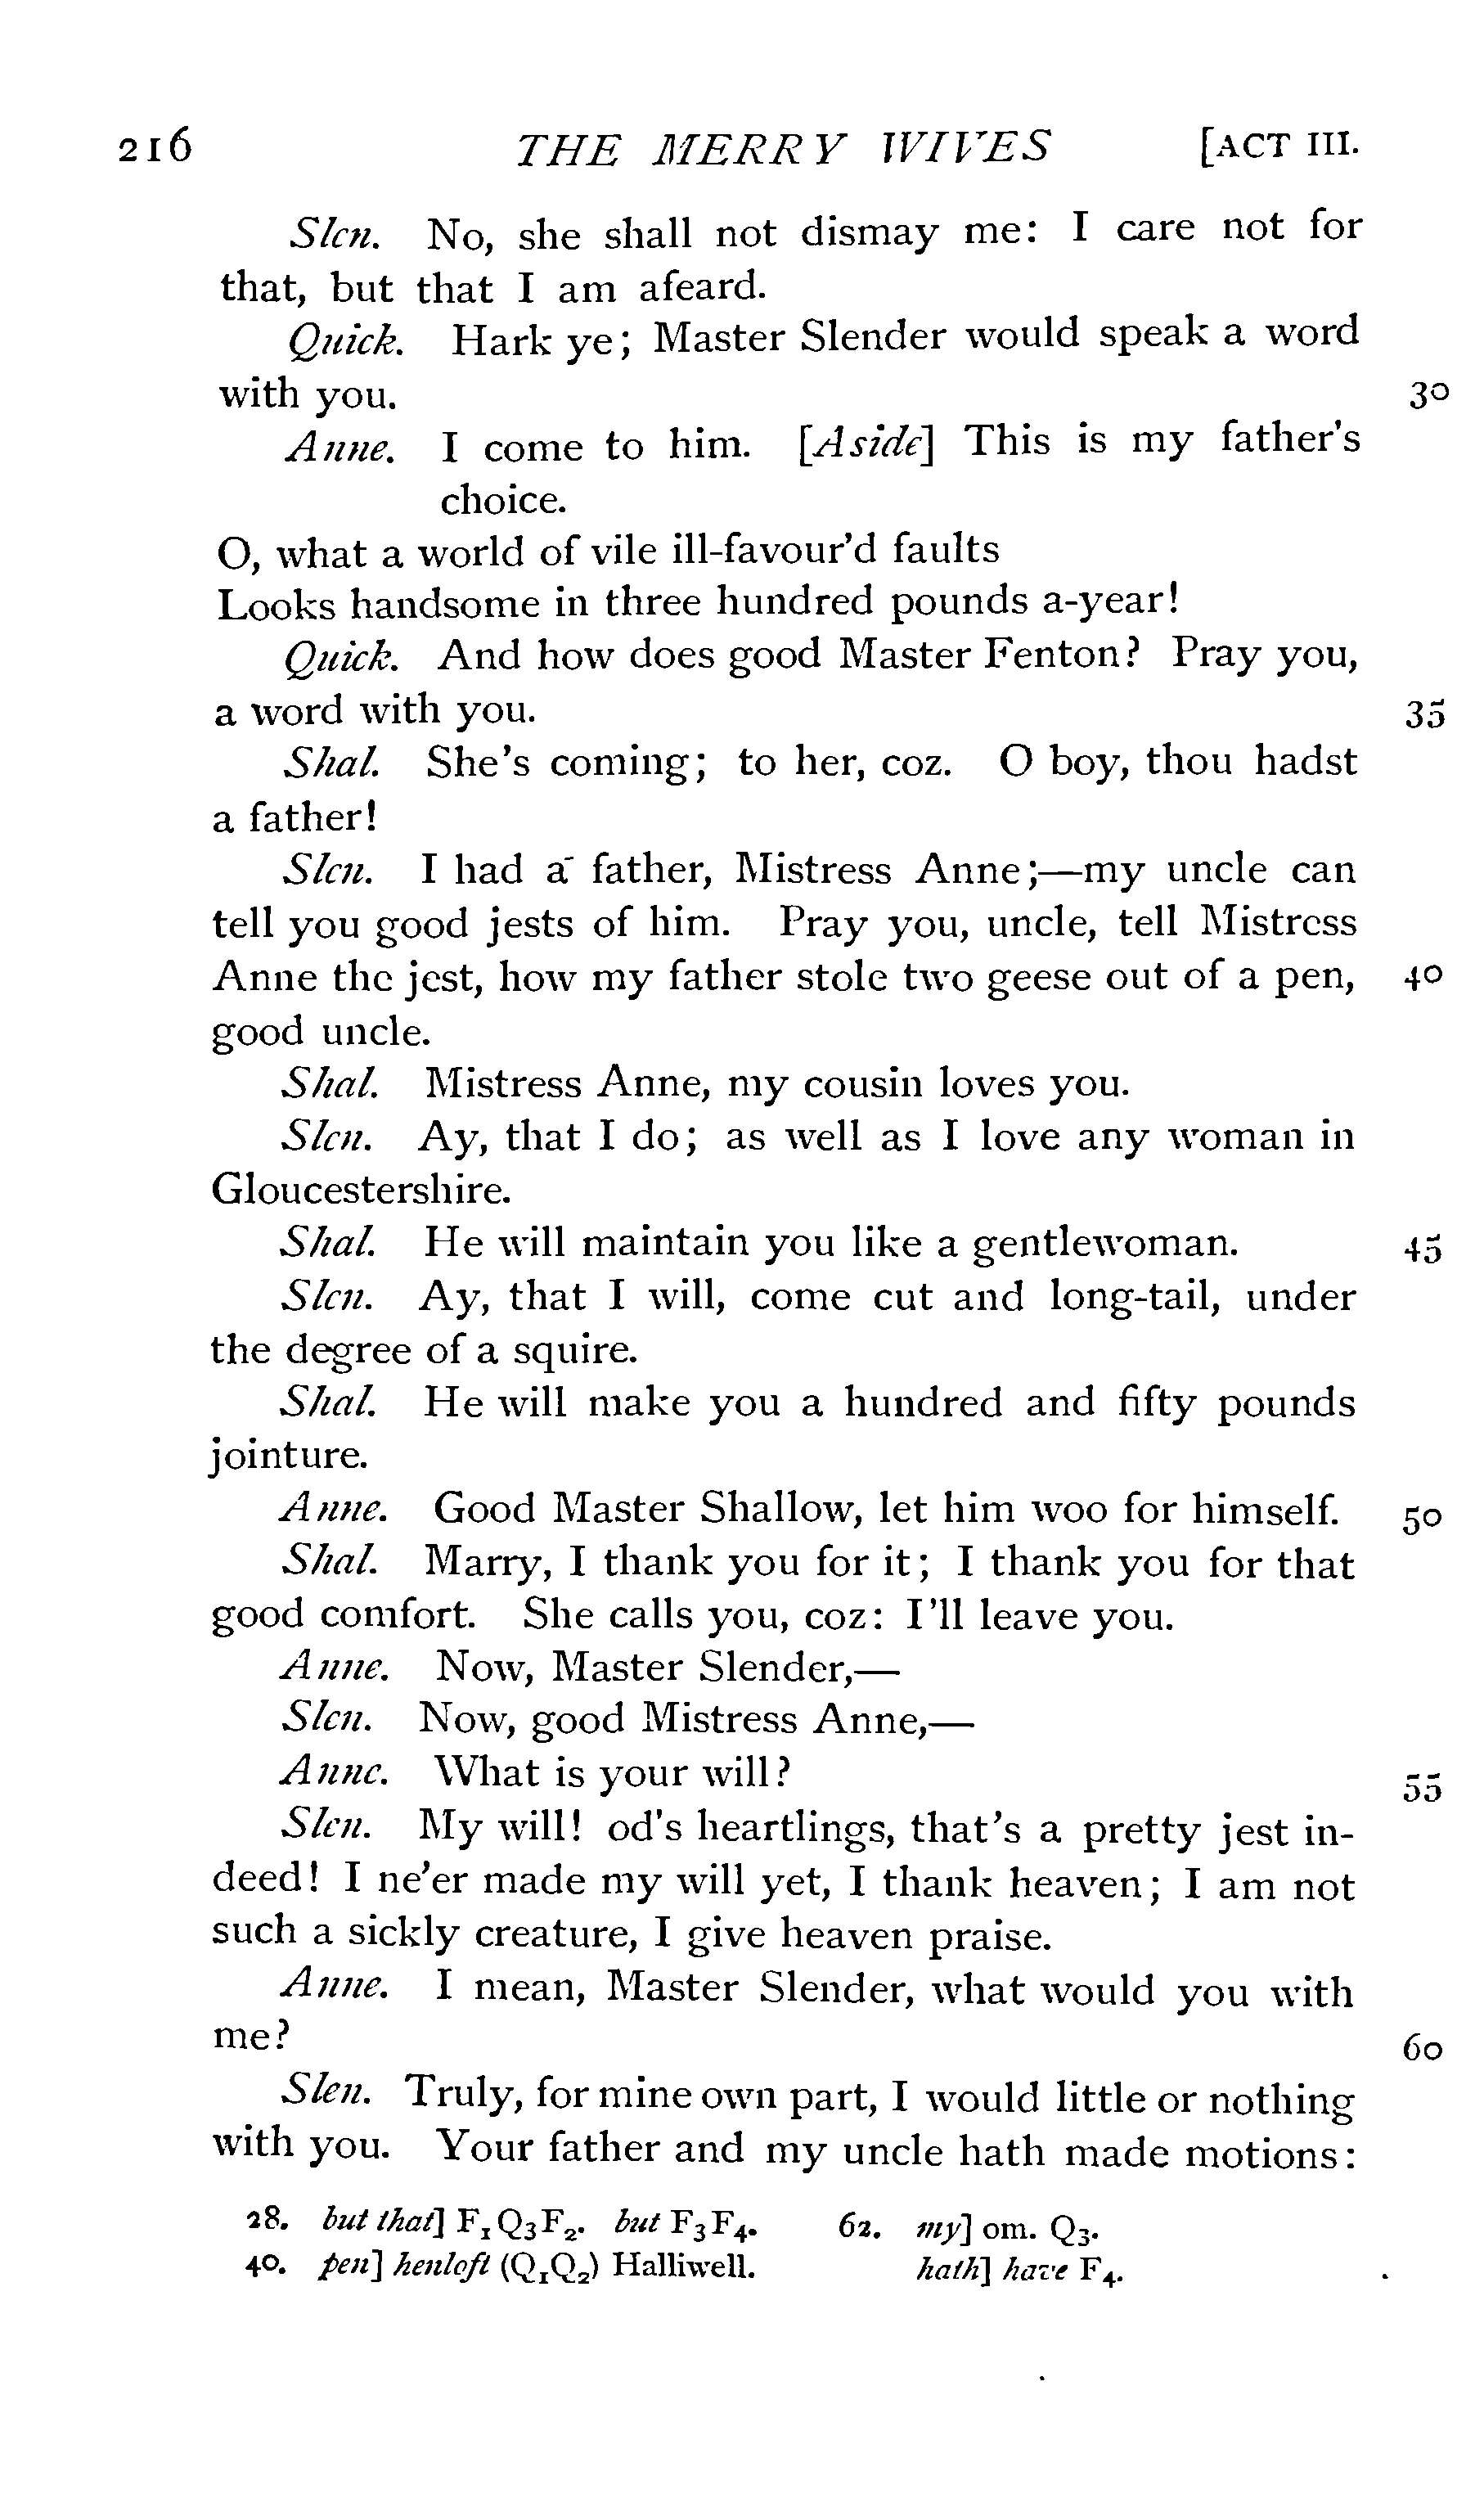 216 THE MERRY WIVES [ACT III.
Slen. No, she shall not dismay me: I care not for
that, but that I am afeard.
Quick. Hark ye; Master Slender would speak a word
with you. 30
Anne. I come to him. [Aside] This is my father's
choice.
O, what a world of vile ill-favour'd faults
Looks handsome in three hundred pounds a-year!
Quick. And how does good Master Fenton? Pray you,
a word with you. 35
Shal. She's coming; to her, coz. O boy, thou hadst
a father!
Slen. I had a father, Mistress Anne;—my uncle can
tell you good jests of him. Pray you, uncle, tell Mistress
Anne the jest, how my father stole two geese out of a pen, 40
good uncle.
Shal. Mistress Anne, my cousin loves you.
Slen. Ay, that I do; as well as I love any woman in
Gloucestershire.
Shal. He will maintain you like a gentlewoman. 45
Slen. Ay, that I will, come cut and long-tail, under
the degree of a squire.
Shal. He will make you a hundred and fifty pounds
jointure.
Anne. Good Master Shallow, let him woo for himself. 50
Shal. Marry, I thank you for it; I thank you for that
good comfort. She calls you, coz: I'll leave you.
Anne. Now, Master Slender,—
Slen. Now, good Mistress Anne,—
Anne. What is your will? 55
Slen. My will! od's heartlings, that's a pretty jest in-
deed! I ne'er made my will yet, I thank heaven; I am not
such a sickly creature, I give heaven praise.
Anne. I mean, Master Slender, what would you with
me? 60
Slen. Truly, for mine own part, I would little or nothing
with you. Your father and my uncle hath made motions:
28. but that] F₁Q₃F₂. but F₃F₄.
40. pen] henloft (Q₁Q₂) Halliwell.
62. my] om. Q₃.
hath] have F₄.